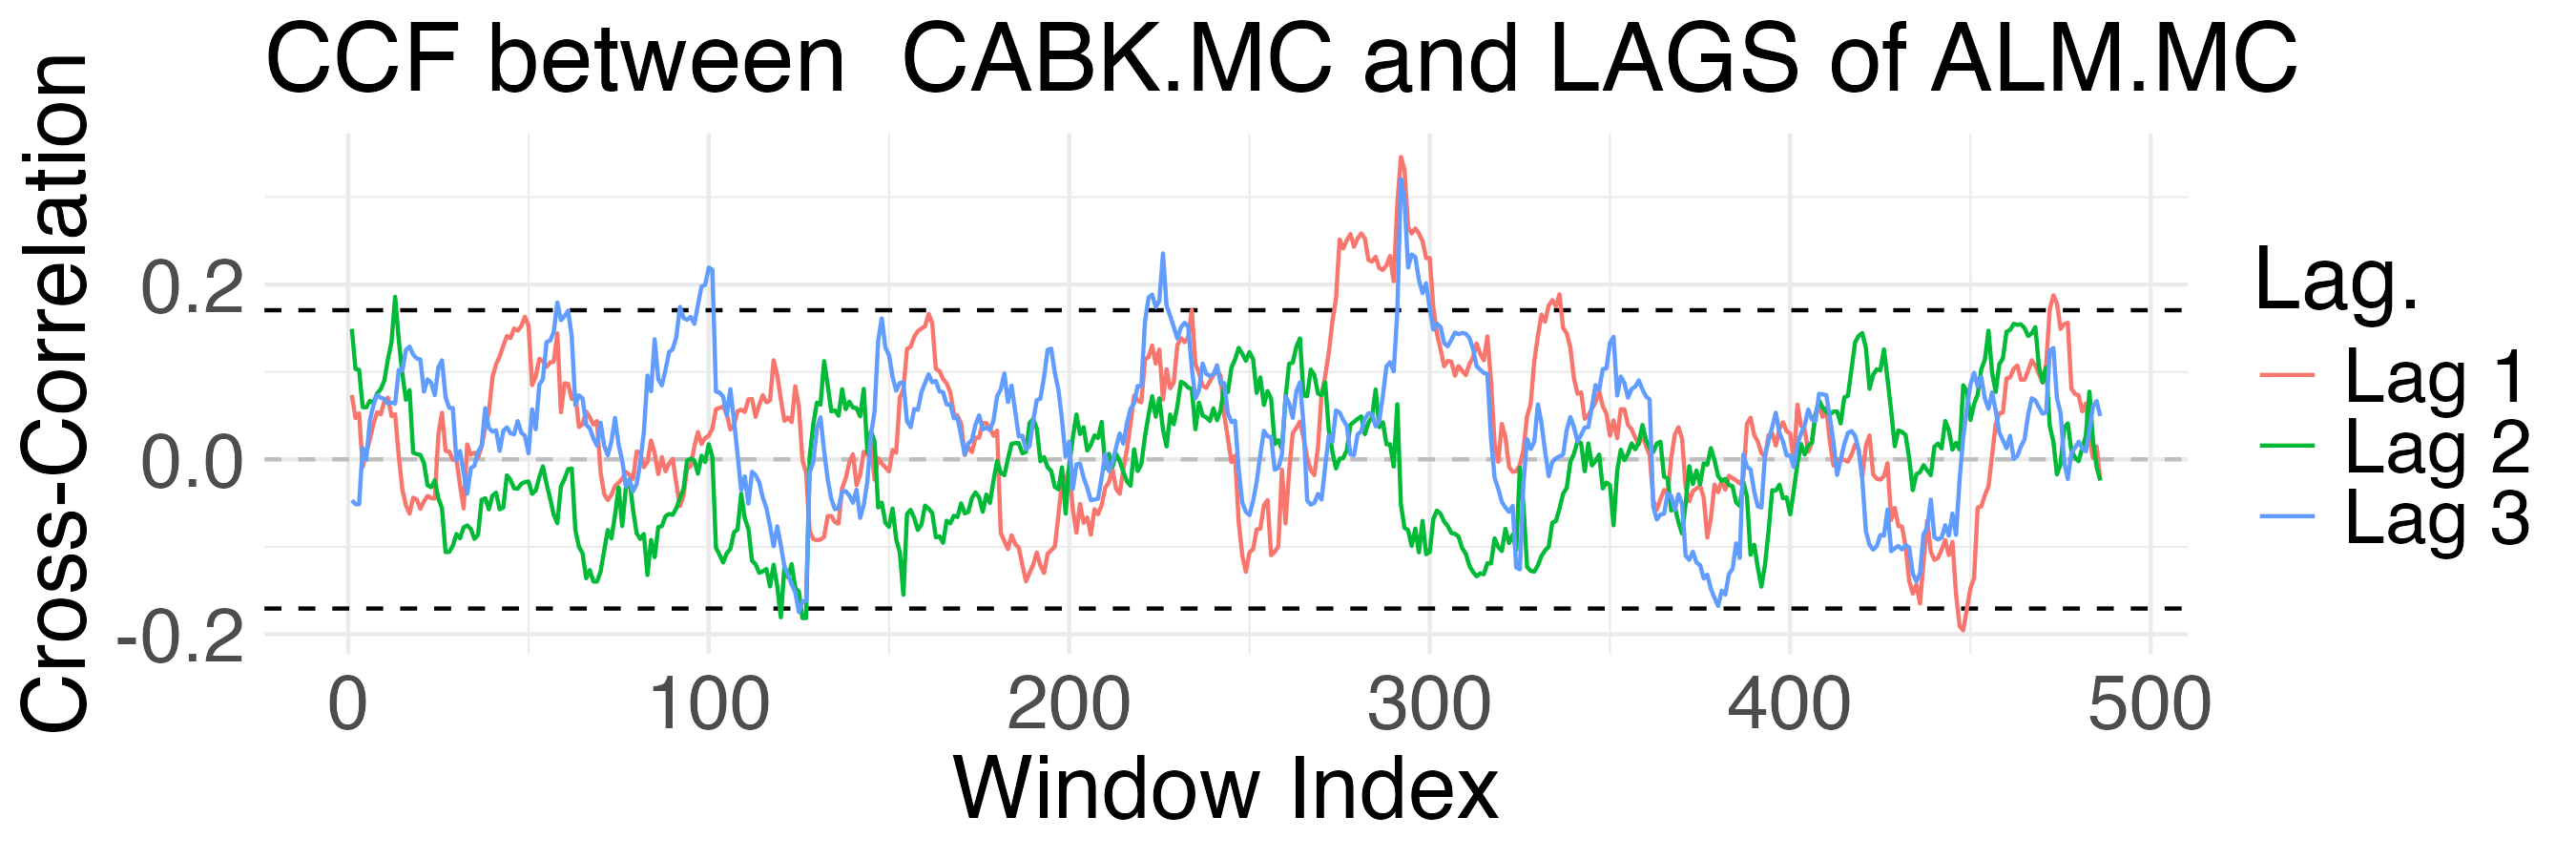 CCF between  CABK.MC and LAGS of ALM.MC
Cross-Correlation
0.2
0.0
-0.2
0 100 200 300 400 500
Window Index
Lag.
Lag 1
Lag 2
Lag 3